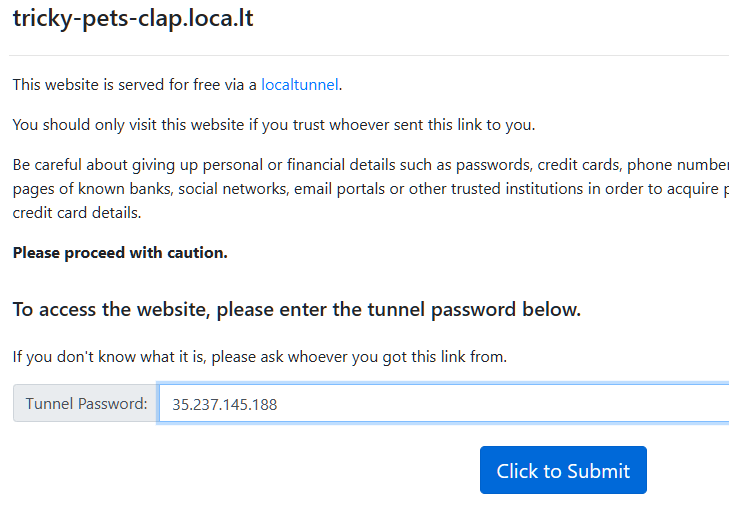 tricky-pets-clap.loca.lt
This website is served for free via a localtunnel.
You should only visit this website if you trust whoever sent this link to you.
Be careful about giving up personal or financial details such as passwords, credit cards, phone number
pages of known banks, social networks, email portals or other trusted institutions in order to acquire
credit card details.
Please proceed with caution.
To access the website, please enter the tunnel password below.
If you don't know what it is, please ask whoever you got this link from.
Tunnel Password: 35.237.145.188
Click to Submit